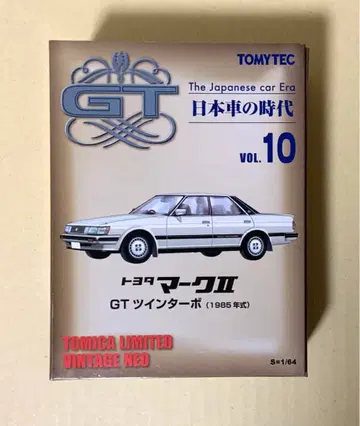 TOMYTEC
GT
The Japanese car Era
日本車の時代
VOL. 10
トヨタ マークII
GT ツインターボ (1985年式)
TOMICA LIMITED
VINTAGE NEO
S=1/64